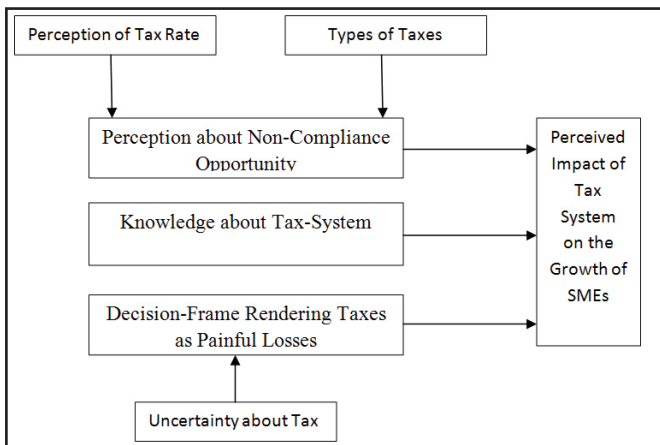 Perception of Tax Rate
Types of Taxes
Perception about Non-Compliance
Opportunity
Perceived
Impact of
Tax
System
on the
Growth of
SMEs
Knowledge about Tax-System
Decision-Frame Rendering Taxes
as Painful Losses
Uncertainty about Tax